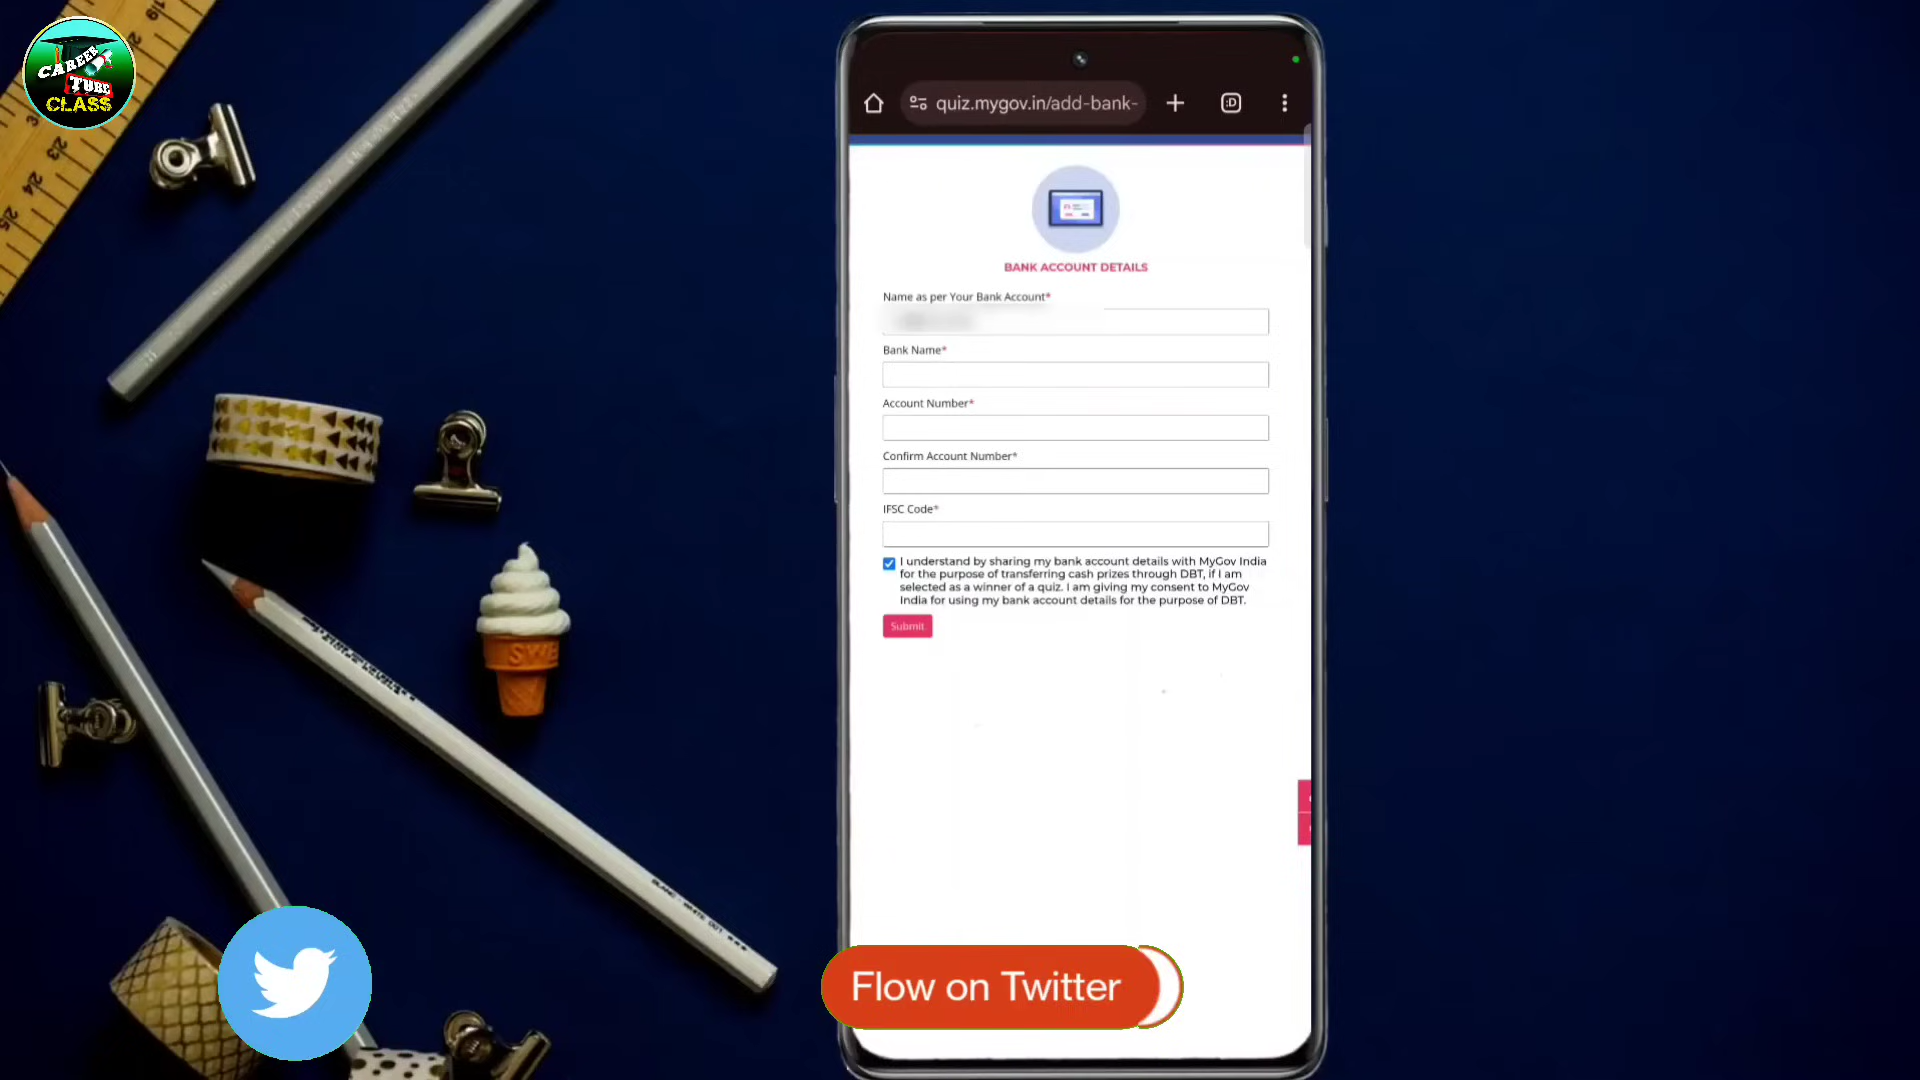 CAREER
TUBE
CLASS
quiz.mygov.in/add-bank-
:D
BANK ACCOUNT DETAILS
Name as per Your Bank Account*
Bank Name*
Account Number*
Confirm Account Number*
IFSC Code*
I understand by sharing my bank account details with MyGov India
for the purpose of transferring cash prizes through DBT, if I am
selected as a winner of a quiz. I am giving my consent to MyGov
India for using my bank account details for the purpose of DBT.
Submit
SWE
Flow on Twitter